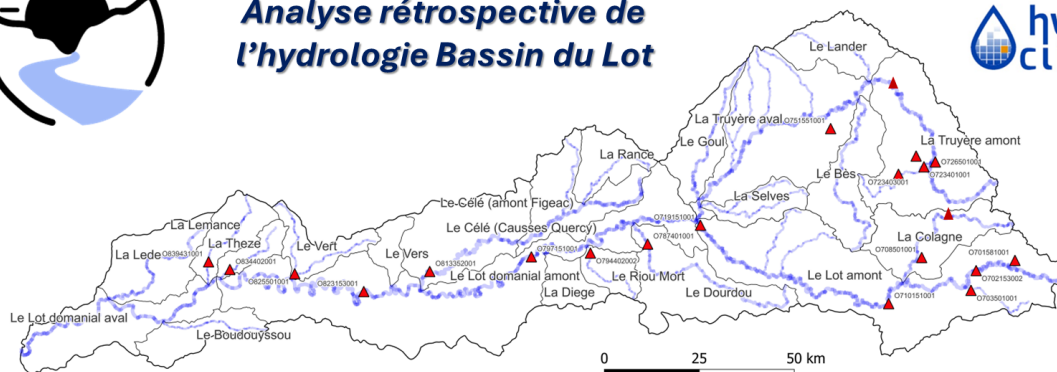 Analyse rétrospective de
l'hydrologie Bassin du Lot
Le Lander
La Truyère aval
O751551001
La Truyère amont
Le Goul
La Rance
O726501001
O723401001
Le Bès
O723403001
La Selves
Le Célé (amont Figeac)
O719151001
La Lemance
Le Célé (Causses Quercy)
O787401001
La Colagne
La Theze
Le Vert
O708501001
O701581001
La Lede
O839431001
Le Vers
O797151001
O794402002
O834402001
O813352001
Le Lot domanial amont
Le Riou Mort
Le Lot amont
O702153002
O825501001
O823153001
La Diege
Le Dourdou
O703501001
O710151001
Le Lot domanial aval
Le Boudouyssou
0 25 50 km